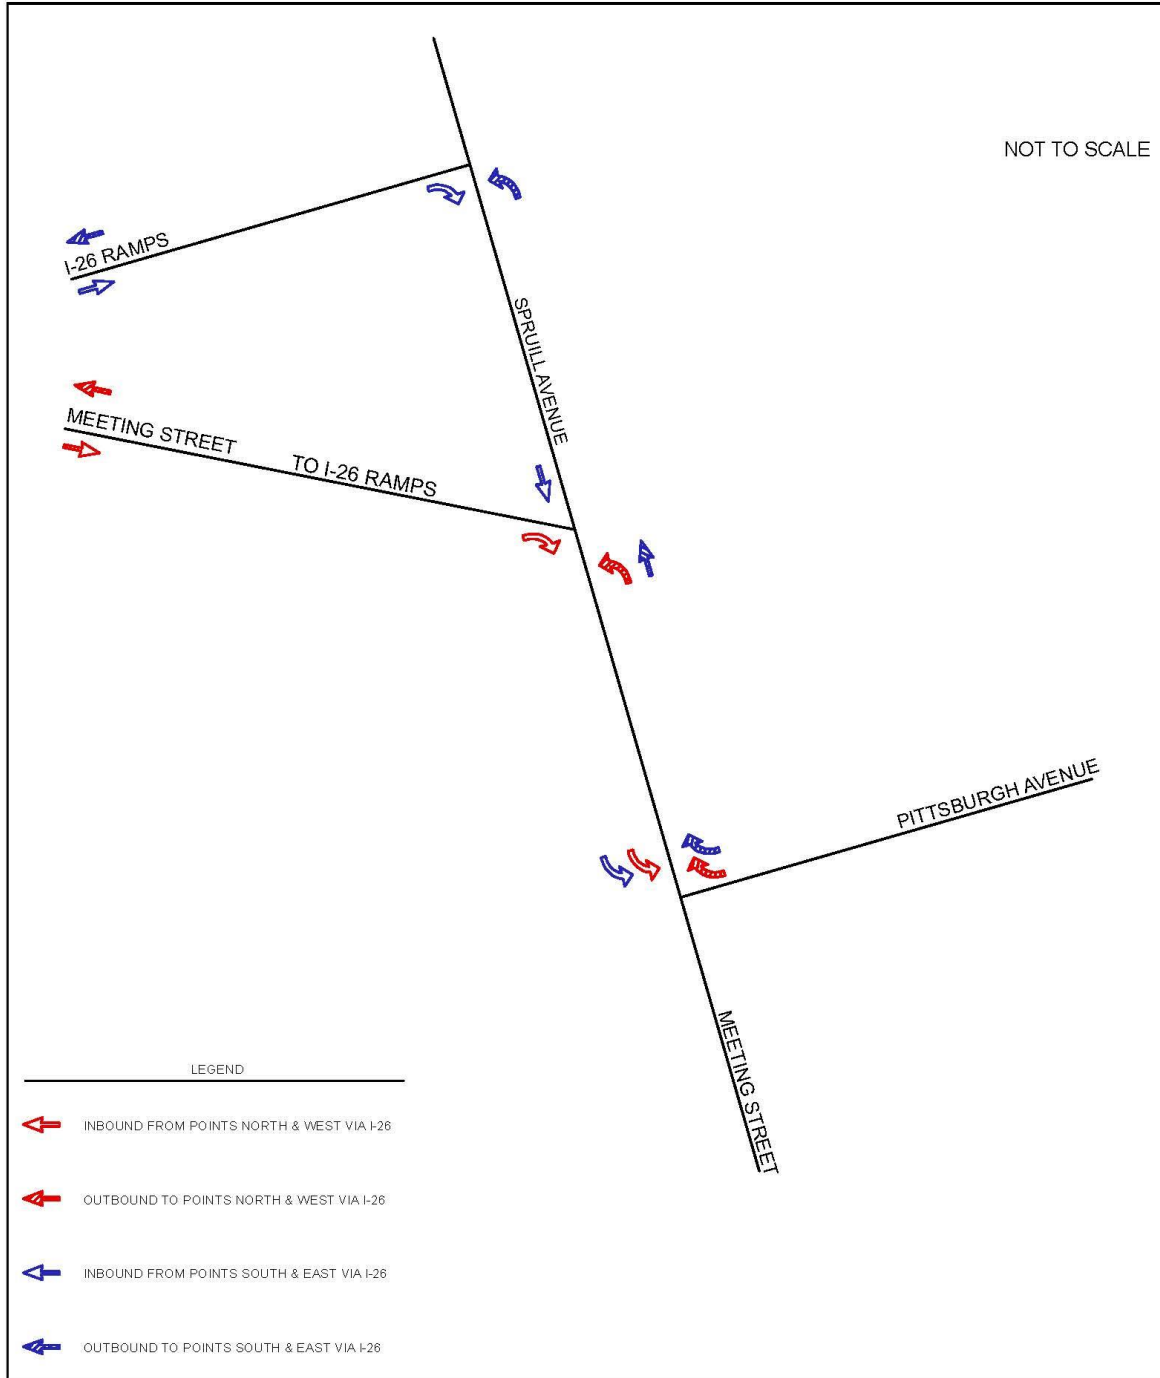 NOT TO SCALE
I-26 RAMPS
SPRUILL AVENUE
MEETING STREET
TO I-26 RAMPS
PITTSBURGH AVENUE
MEETING STREET
LEGEND
INBOUND FROM POINTS NORTH & WEST VIA I-26
OUTBOUND TO POINTS NORTH & WEST VIA I-26
INBOUND FROM POINTS SOUTH & EAST VIA I-26
OUTBOUND TO POINTS SOUTH & EAST VIA I-26